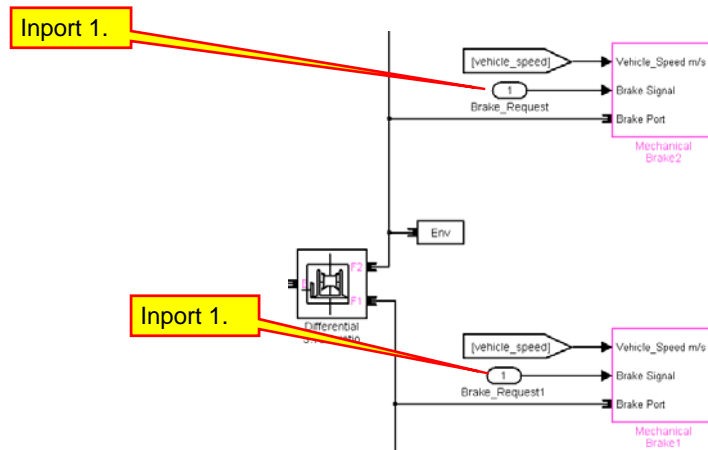 Inport 1.
[vehicle_speed]
Vehicle_Speed m/s
1
Brake Signal
Brake_Request
Brake Port
Mechanical
Brake2
Env
F2
F1
Inport 1.
Differential
[vehicle_speed]
Vehicle_Speed m/s
1
Brake Signal
Brake_Request1
Brake Port
Mechanical
Brake1